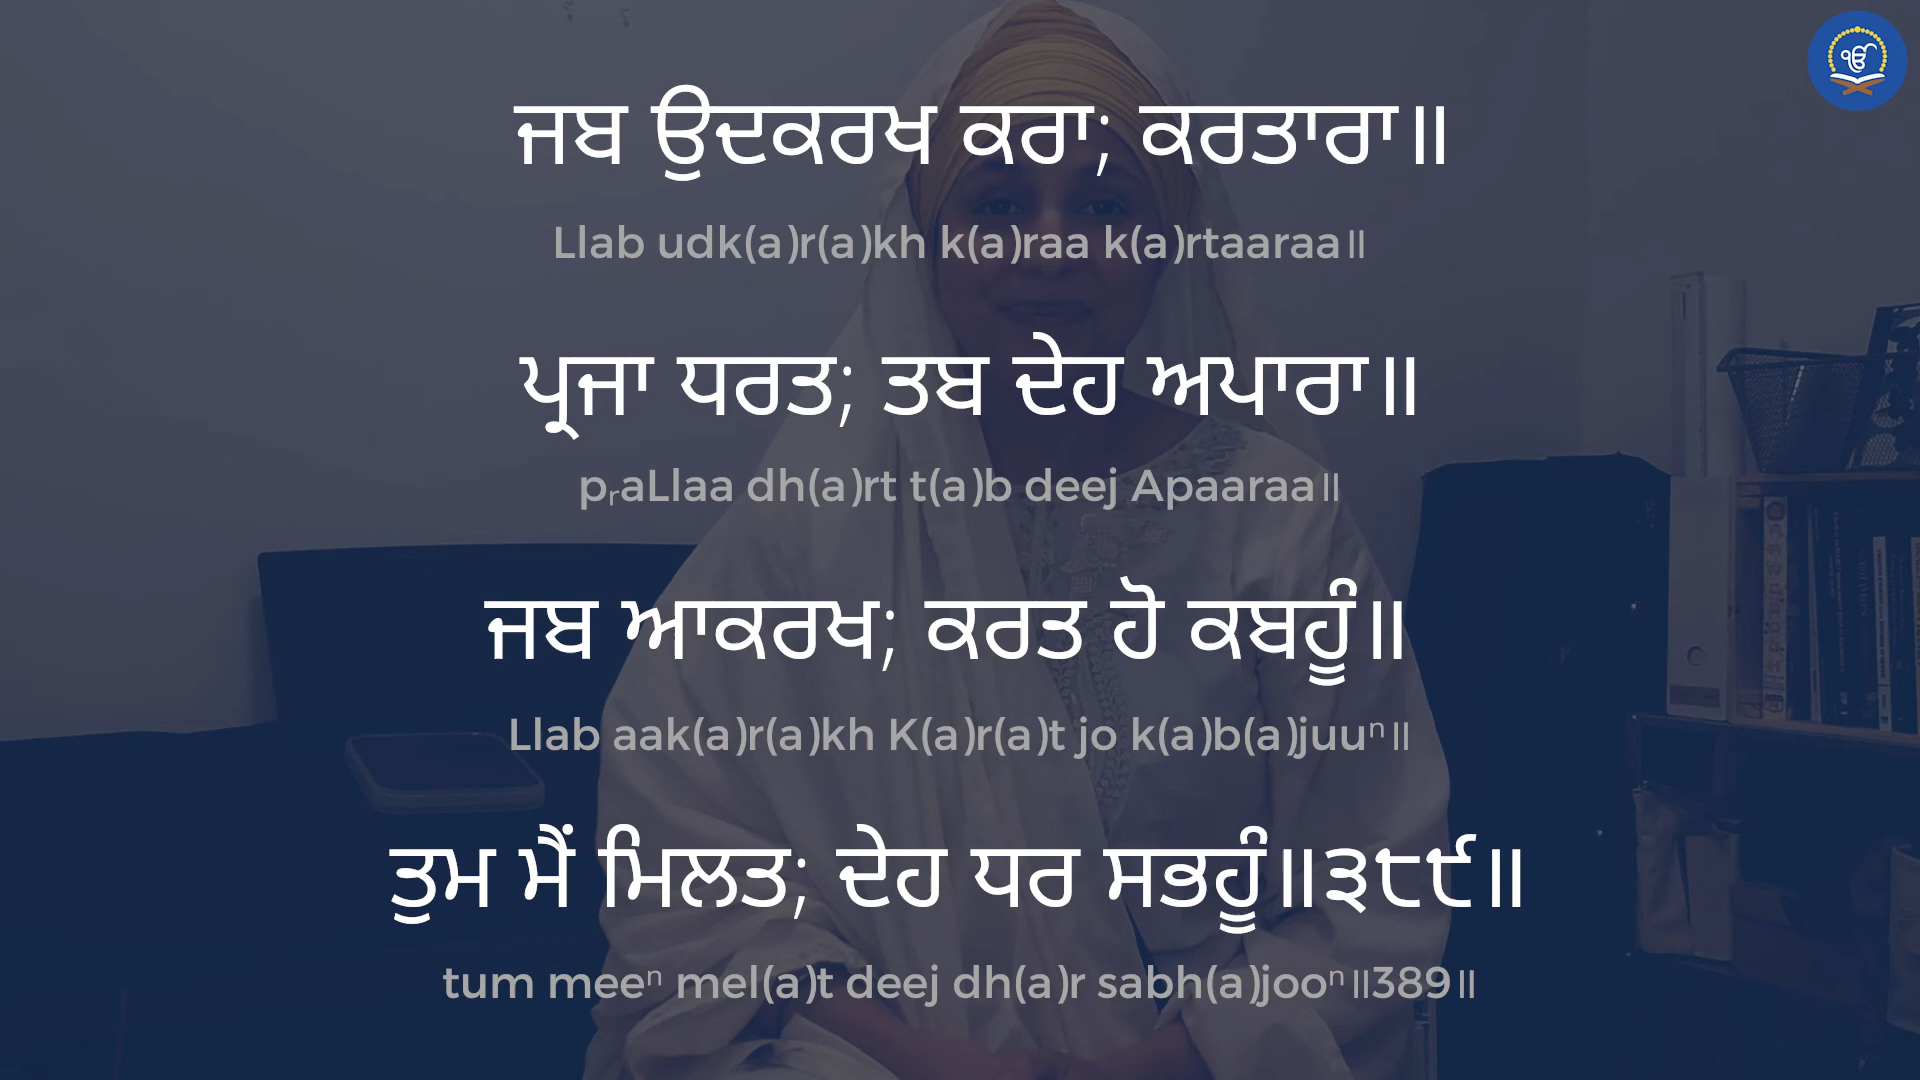 ਜਬ ਉਦਕਰਖ ਕਰਾ; ਕਰਤਾਰਾ॥
Llab udk(a)r(a)kh k(a)raa k(a)rtaaraa॥
ਪ੍ਰਜਾ ਧਰਤ; ਤਬ ਦੇਹ ਅਪਾਰਾ॥
pᵣaLlaa dh(a)rt t(a)b deej Apaaraa॥
ਜਬ ਆਕਰਖ; ਕਰਤ ਹੋ ਕਬਹੂੰ॥
Llab aak(a)r(a)kh K(a)r(a)t jo k(a)b(a)juuⁿ॥
ਤੁਮ ਮੈਂ ਮਿਲਤ; ਦੇਹ ਧਰ ਸਭਹੂੰ॥੩੮੯॥
tum meeⁿ mel(a)t deej dh(a)r sabh(a)jooⁿ॥389॥